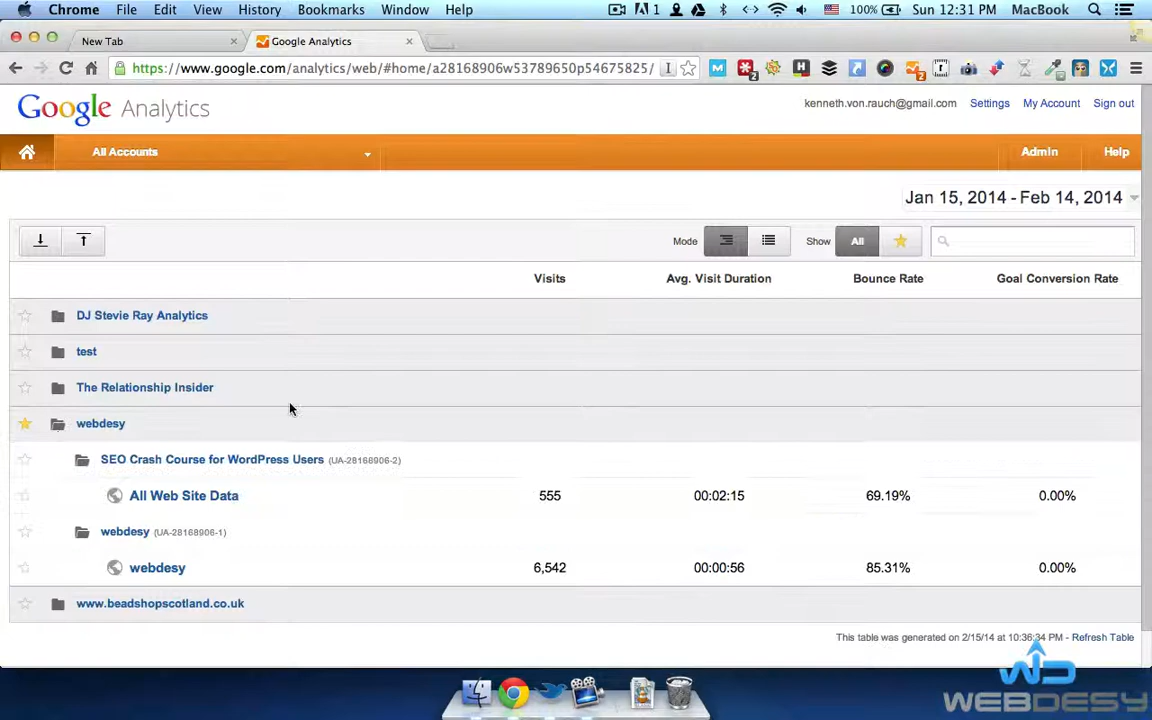 Chrome File Edit View History Bookmarks Window Help 1 100% Sun 12:31 PM MacBook
New Tab Google Analytics
https://www.google.com/analytics/web/#home/a28168906w53789650p54675825/
Google Analytics kenneth.von.rauch@gmail.com Settings My Account Sign out
All Accounts Admin Help
Jan 15, 2014 - Feb 14, 2014
Mode Show All
Visits Avg. Visit Duration Bounce Rate Goal Conversion Rate
DJ Stevie Ray Analytics
test
The Relationship Insider
webdesy
SEO Crash Course for WordPress Users (UA-28168906-2)
All Web Site Data 555 00:02:15 69.19% 0.00%
webdesy (UA-28168906-1)
webdesy 6,542 00:00:56 85.31% 0.00%
www.beadshopscotland.co.uk
This table was generated on 2/15/14 at 10:36:34 PM - Refresh Table
WEBDESY